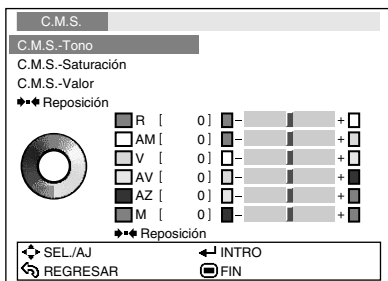 C.M.S.
C.M.S.-Tono
C.M.S.-Saturación
C.M.S.-Valor
Reposición
R [ 0] - +
AM [ 0] - +
V [ 0] - +
AV [ 0] - +
AZ [ 0] - +
M [ 0] - +
Reposición
SEL./AJ INTRO
REGRESAR FIN